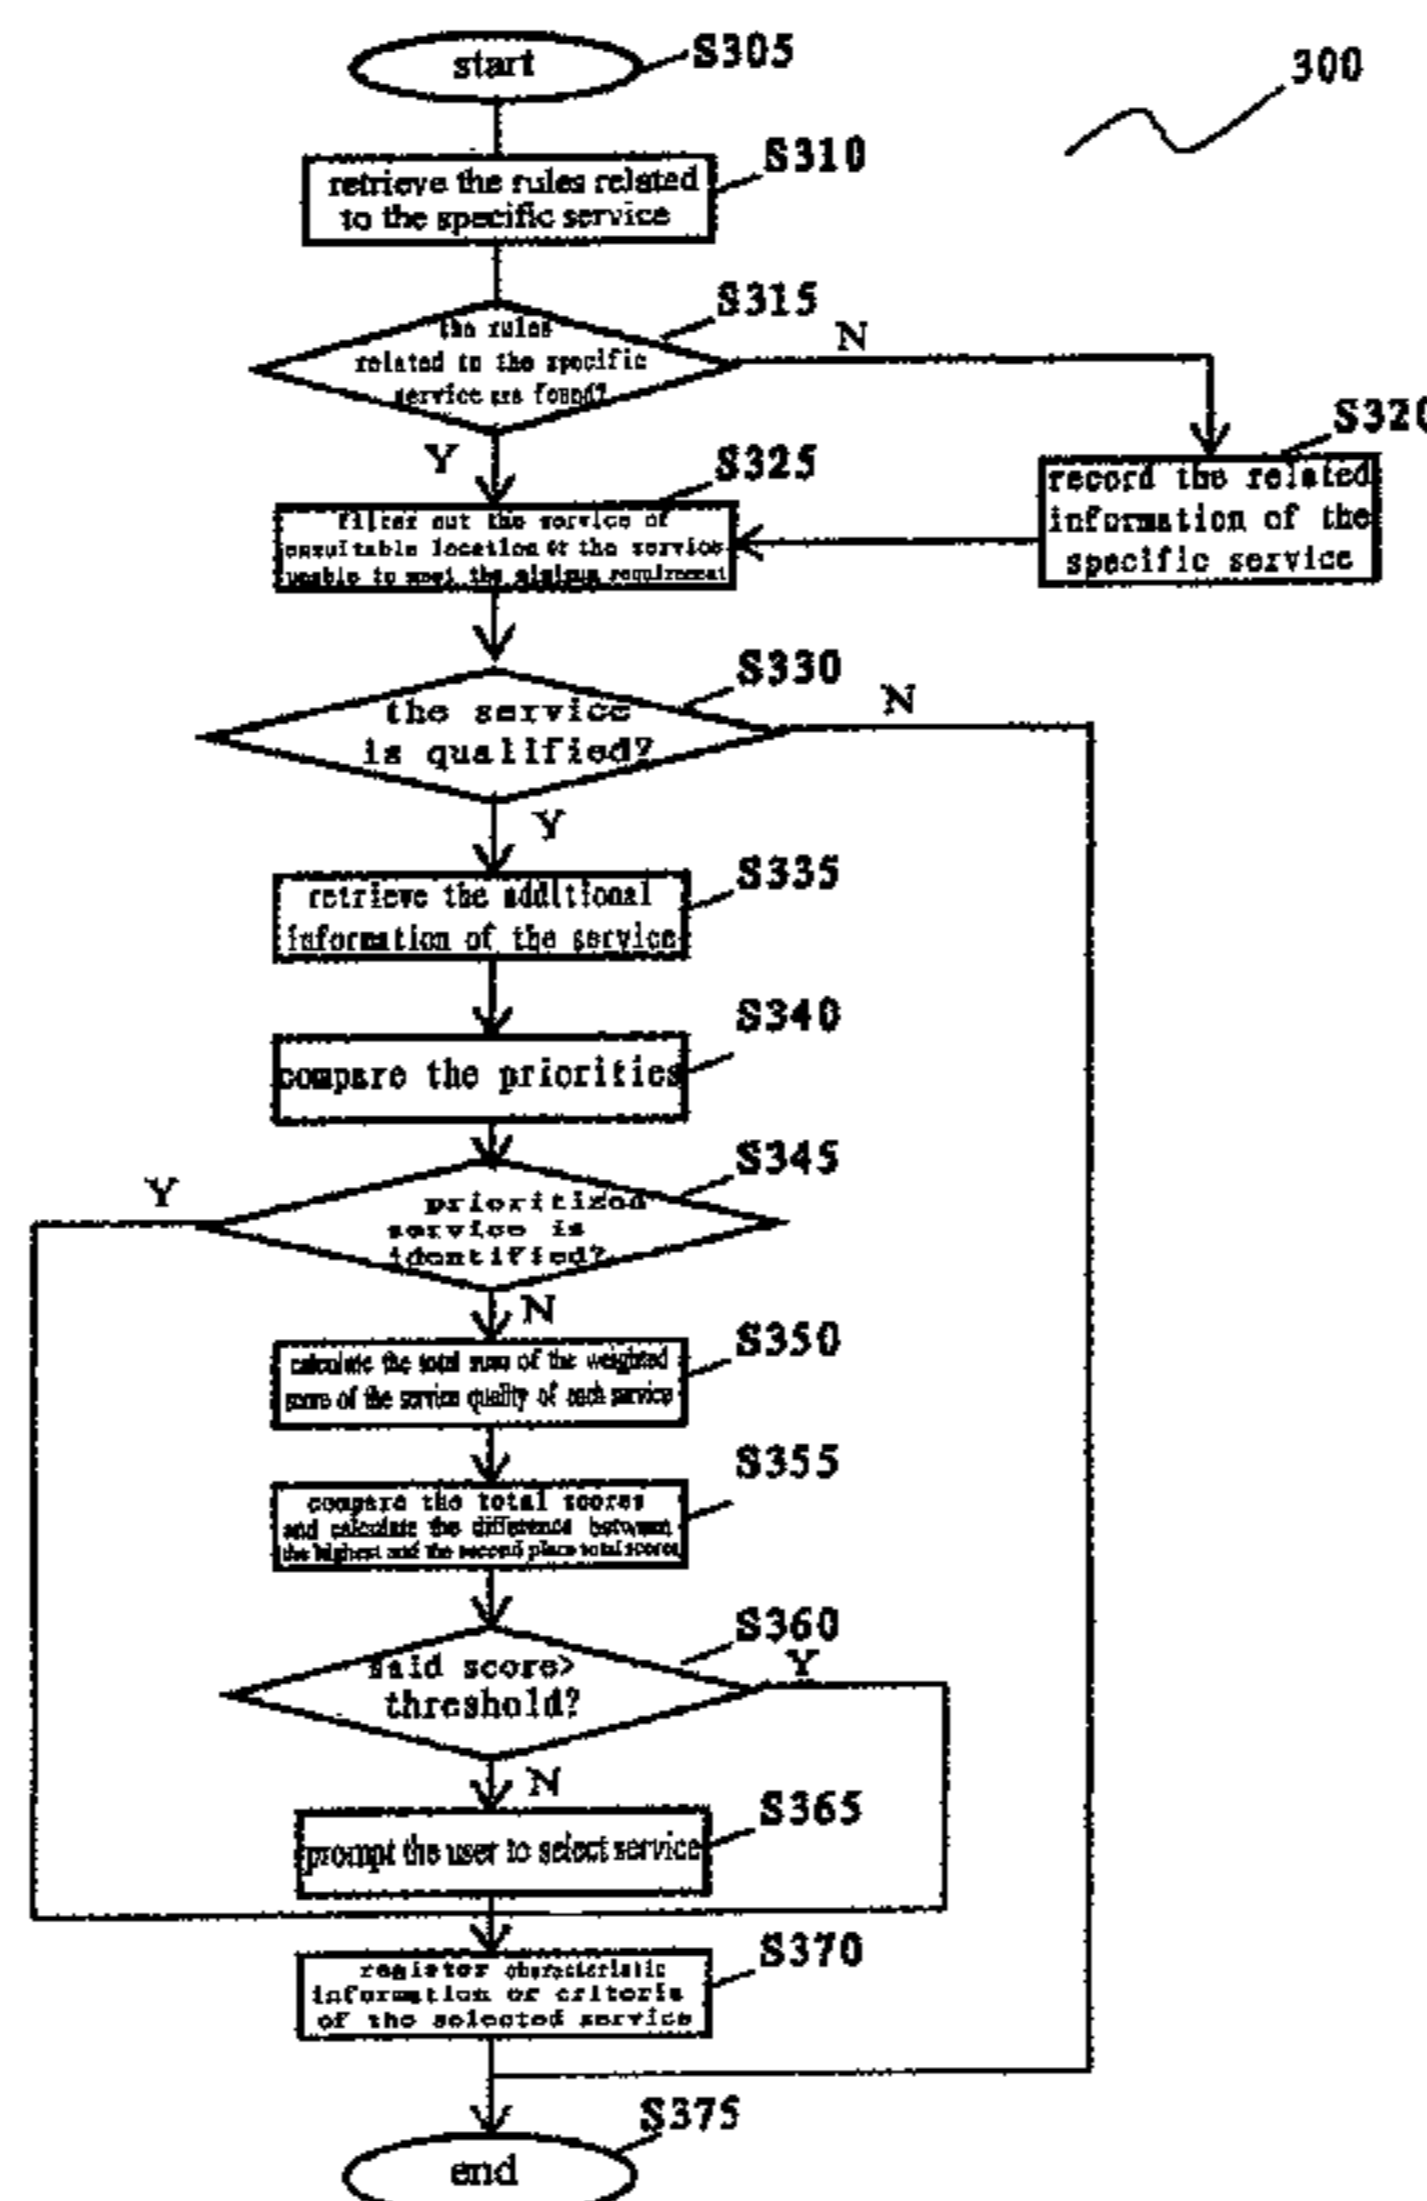 start
S305
300
S310
retrieve the rules related
to the specific service
S315
the rules
related to the specific
service are found?
N
Y
S325
S320
filter out the service of
unsuitable location or the service
unable to meet the minimum requirement
record the related
information of the
specific service
S330
N
the service
is qualified?
Y
S335
retrieve the additional
information of the service
S340
compare the priorities
S345
Y
prioritized
service is
identified?
N
S350
calculate the total sum of the weighted
score of the service quality of each service
S355
compare the total scores
and calculate the difference between
the highest and the second place total scores
S360
Y
said score>
threshold?
N
S365
prompt the user to select service
S370
register characteristic
information or criteria
of the selected service
S375
end